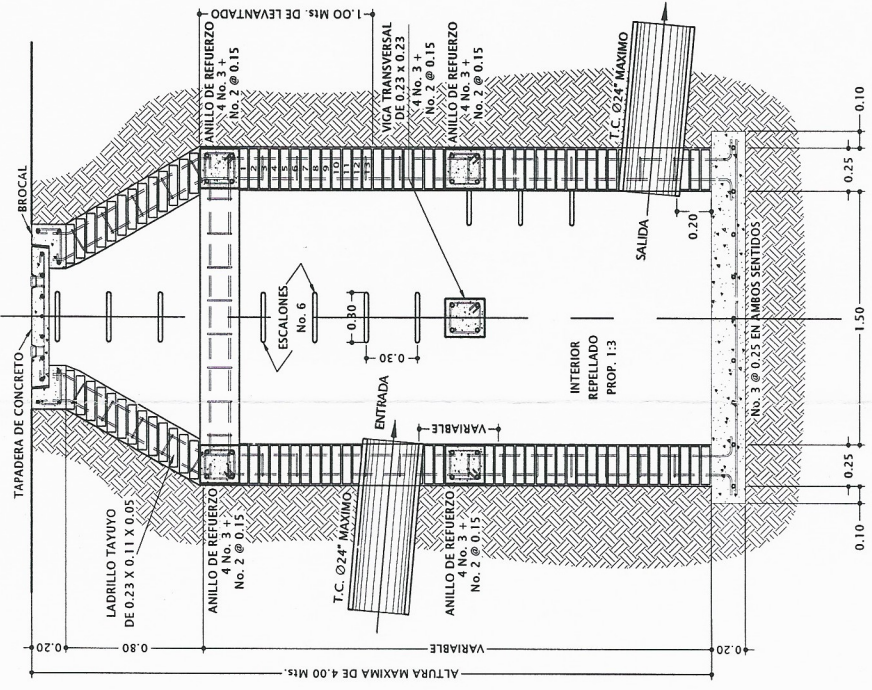 TAPADERA DE CONCRETO
BROCAL
LADRILLO TAYUYO
DE 0.23 X 0.11 X 0.05
0.20
0.80
VARIABLE
0.20
ALTURA MAXIMA DE 4.00 Mts.
ANILLO DE REFUERZO
4 No. 3 +
No. 2 @ 0.15
1.00 Mts. DE LEVANTADO
1
2
3
4
5
6
7
8
9
10
11
12
13
ANILLO DE REFUERZO
4 No. 3 +
No. 2 @ 0.15
VIGA TRANSVERSAL
DE 0.23 x 0.23
4 No. 3 +
No. 2 @ 0.15
ANILLO DE REFUERZO
4 No. 3 +
No. 2 @ 0.15
ESCALONES
No. 6
0.30
0.30
ENTRADA
T.C. Ø24" MAXIMO
VARIABLE
ANILLO DE REFUERZO
4 No. 3 +
No. 2 @ 0.15
INTERIOR
REPELLADO
PROP. 1:3
T.C. Ø24" MAXIMO
SALIDA
0.20
No. 3 @ 0.25 EN AMBOS SENTIDOS
0.10
0.25
1.50
0.25
0.10